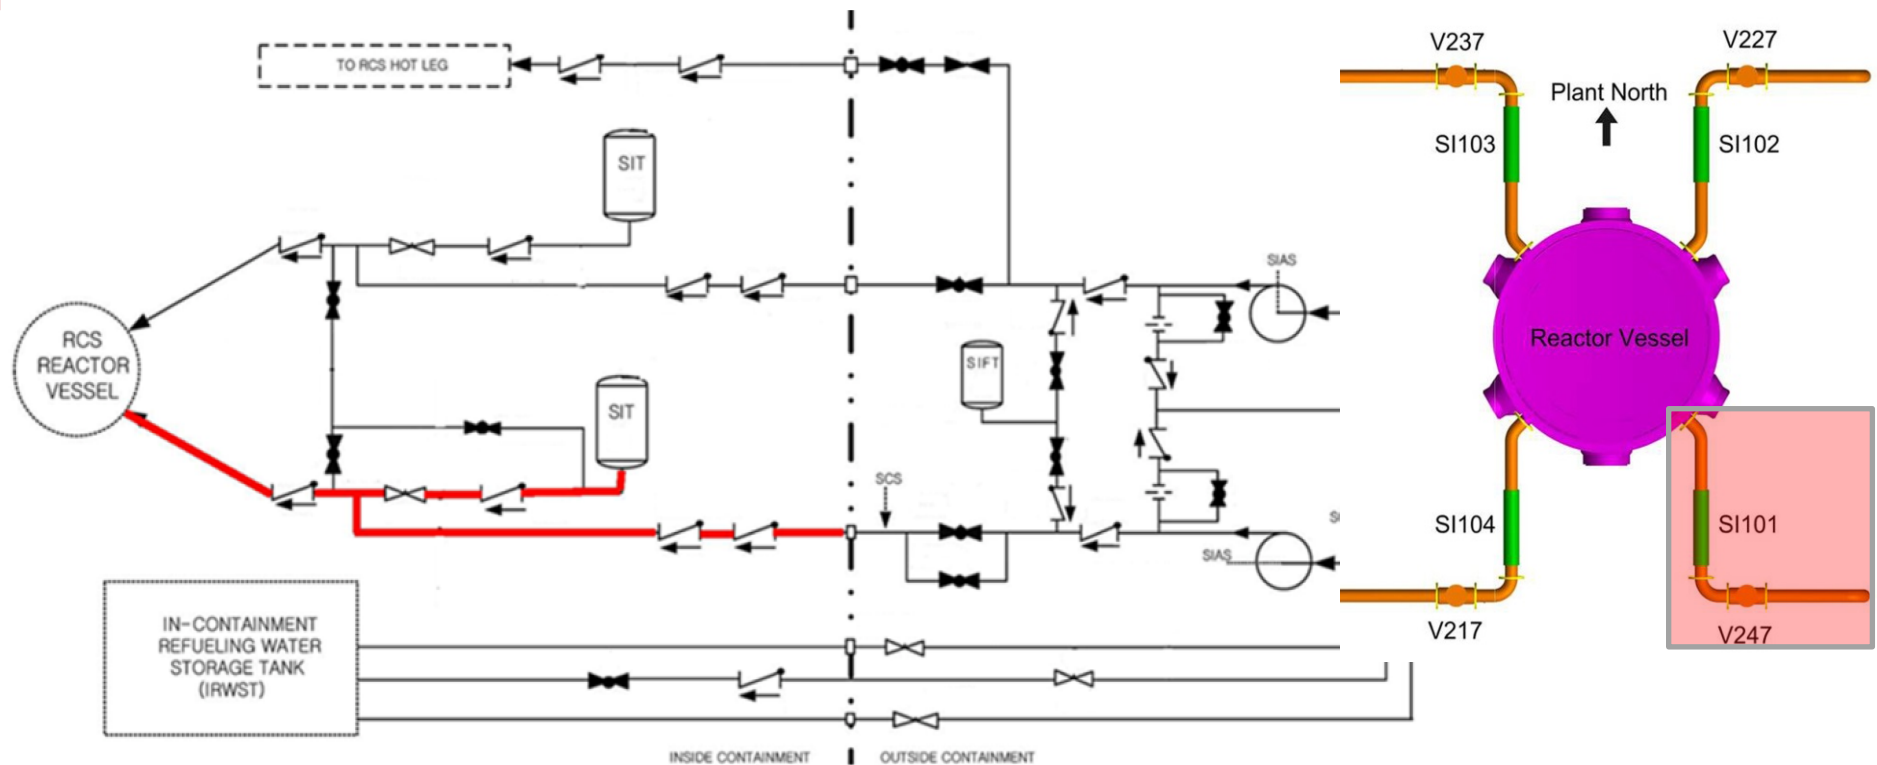 TO RCS HOT LEG
SIT
SIAS
RCS
REACTOR
VESSEL
SIFT
SIT
SCS
SIAS
IN-CONTAINMENT
REFUELING WATER
STORAGE TANK
(IRWST)
INSIDE CONTAINMENT
OUTSIDE CONTAINMENT
V237
V227
Plant North
SI103
SI102
Reactor Vessel
SI104
SI101
V217
V247